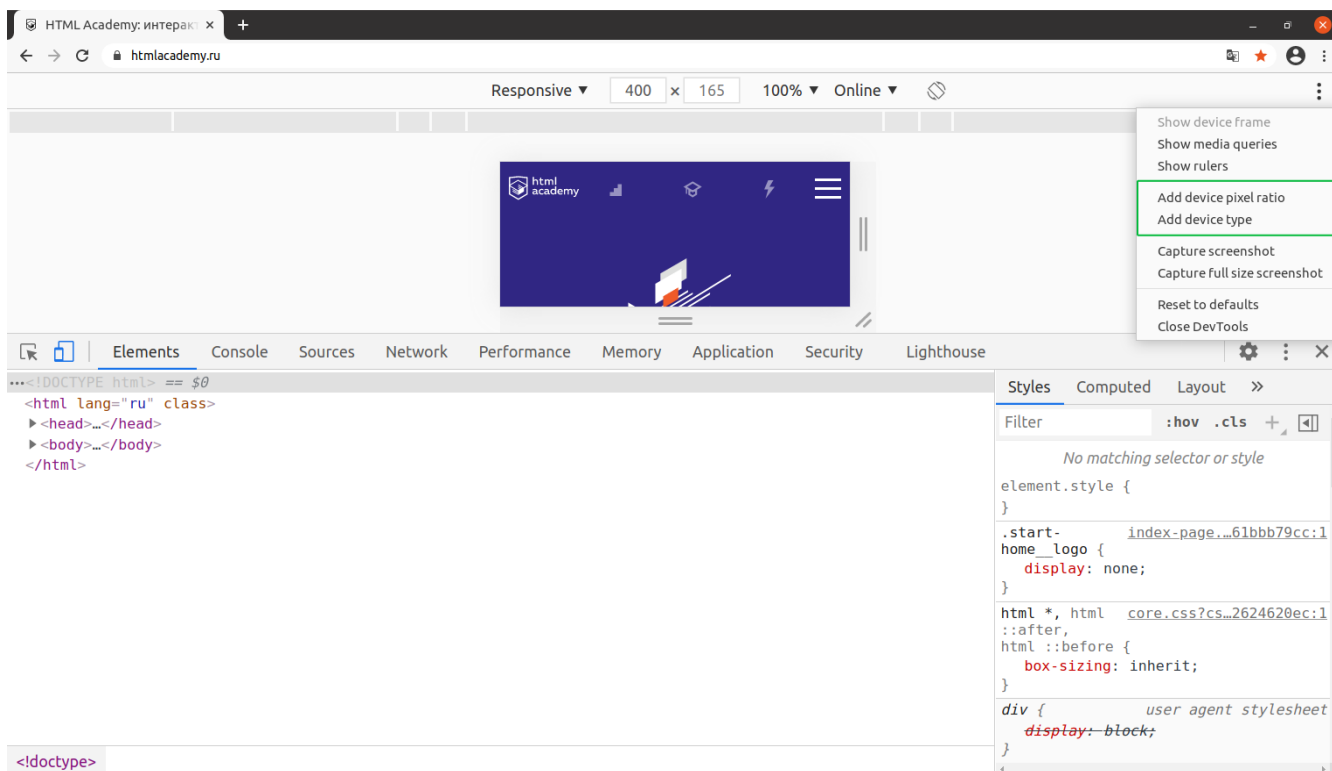 HTML Academy: интеракт
htmlacademy.ru
Responsive ▼ 400 × 165 100% ▼ Online ▼
Show device frame
Show media queries
Show rulers
Add device pixel ratio
Add device type
Capture screenshot
Capture full size screenshot
Reset to defaults
Close DevTools
html
academy
Elements Console Sources Network Performance Memory Application Security Lighthouse
…<!DOCTYPE html> == $0
<html lang="ru" class>
<head>…</head>
<body>…</body>
</html>
<!doctype>
Styles Computed Layout »
Filter :hov .cls +
No matching selector or style
element.style {
}
.start- index-page.…61bbb79cc:1
home__logo {
display: none;
}
html *, html core.css?cs…2624620ec:1
::after,
html ::before {
box-sizing: inherit;
}
div { user agent stylesheet
display: block;
}